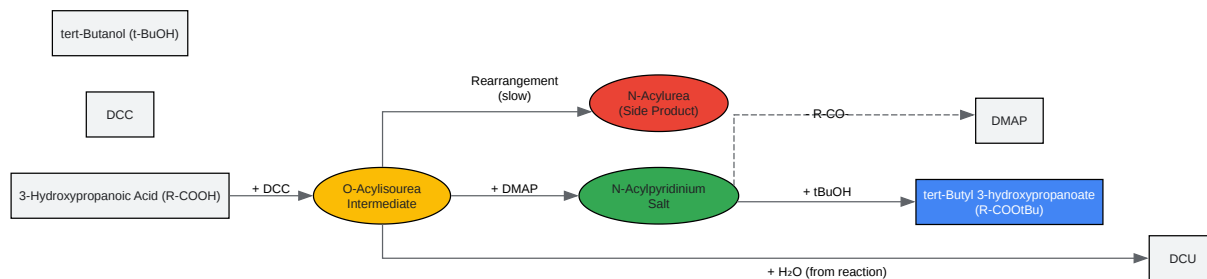 tert-Butanol (t-BuOH)
DCC
3-Hydroxypropanoic Acid (R-COOH)
+ DCC
O-Acylisourea
Intermediate
Rearrangement
(slow)
N-Acylurea
(Side Product)
+ DMAP
N-Acylpyridinium
Salt
- R-CO-
DMAP
+ tBuOH
tert-Butyl 3-hydroxypropanoate
(R-COOtBu)
+ H₂O (from reaction)
DCU